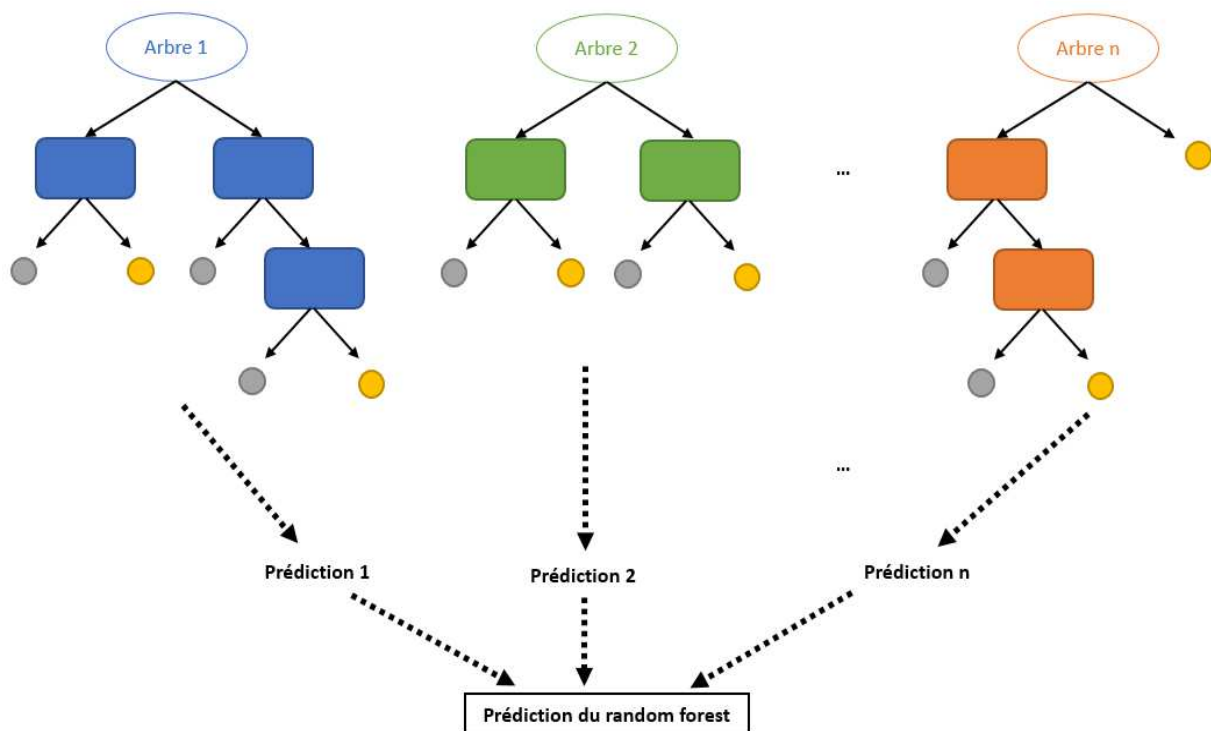 Arbre 1
Arbre 2
Arbre n
...
...
Prédiction 1
Prédiction 2
Prédiction n
Prédiction du random forest